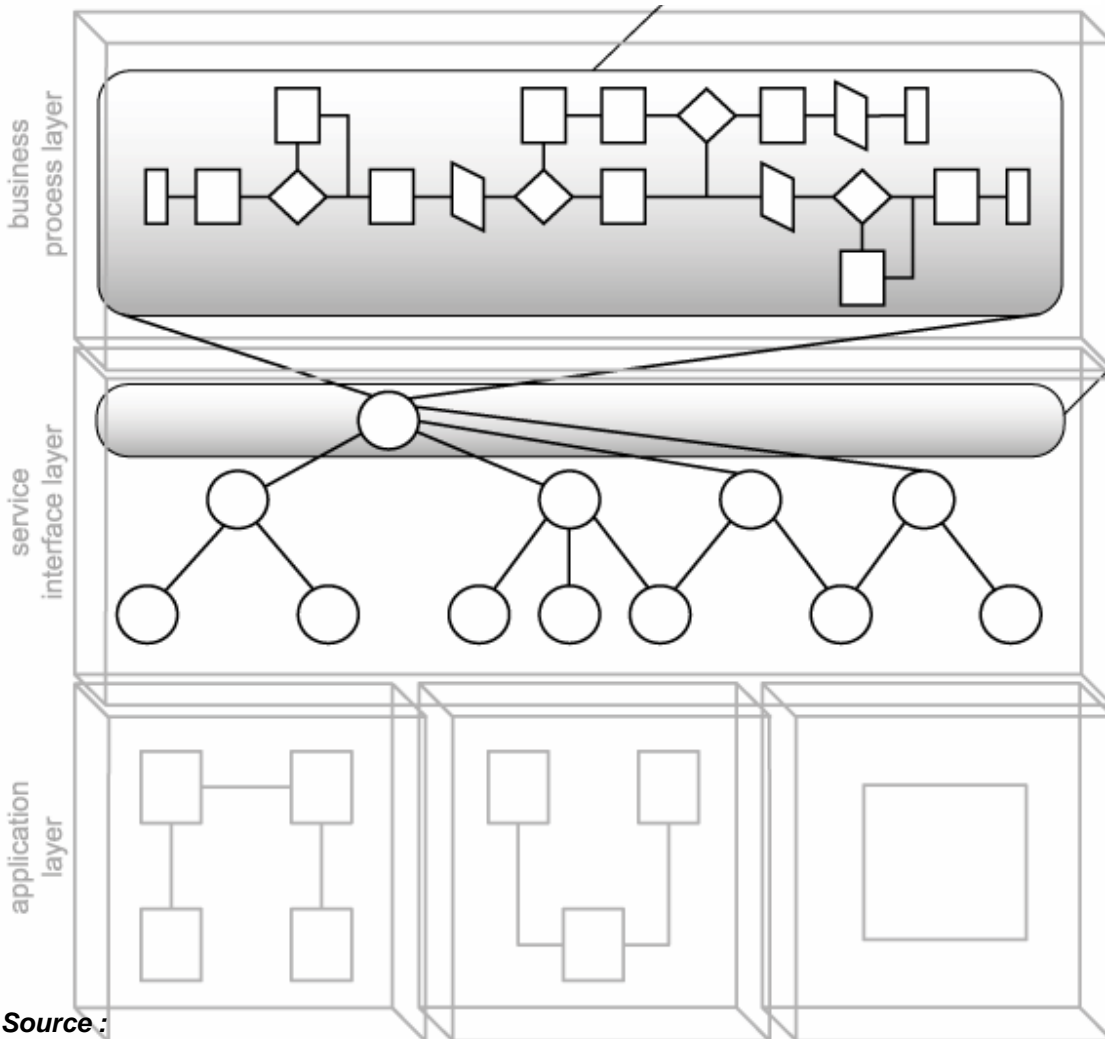 business
process layer
service
interface layer
application
layer
Source :